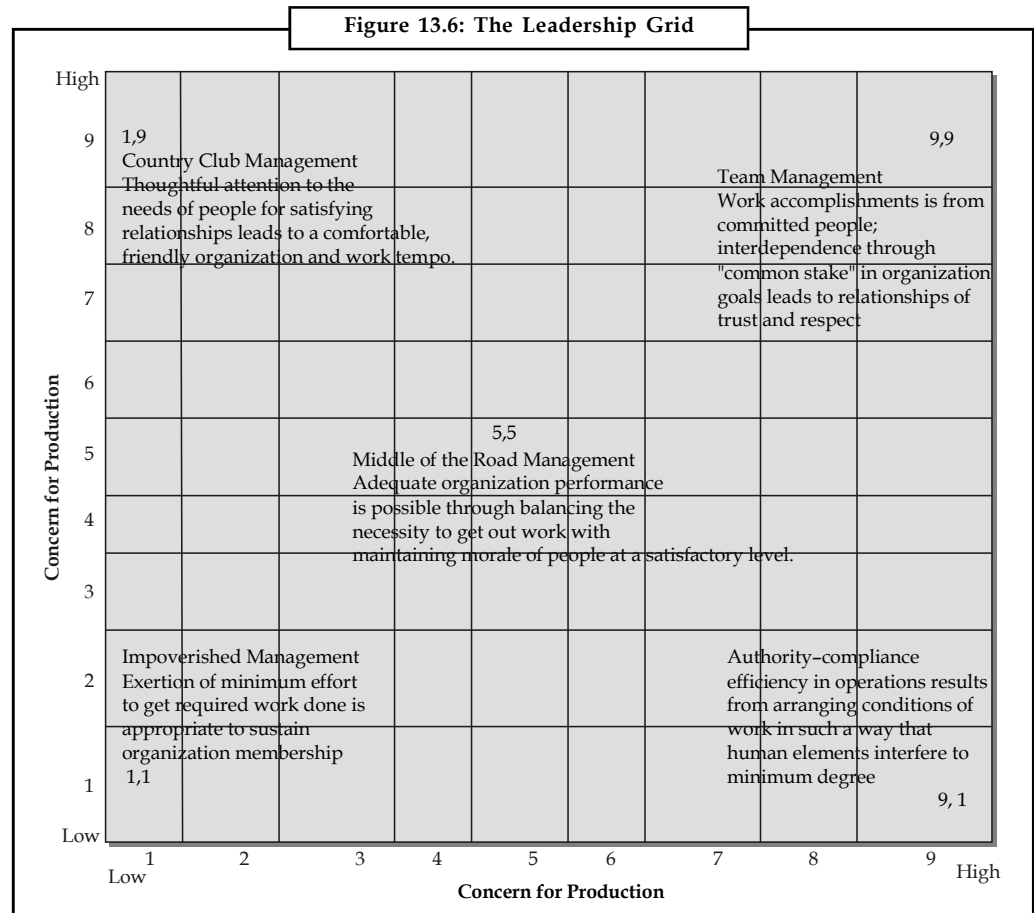 Figure 13.6: The Leadership Grid
High
9
8
7
6
5
4
3
2
1
Low
Concern for Production
1,9
Country Club Management
Thoughtful attention to the
needs of people for satisfying
relationships leads to a comfortable,
friendly organization and work tempo.
9,9
Team Management
Work accomplishments is from
committed people;
interdependence through
"common stake" in organization
goals leads to relationships of
trust and respect
5,5
Middle of the Road Management
Adequate organization performance
is possible through balancing the
necessity to get out work with
maintaining morale of people at a satisfactory level.
Impoverished Management
Exertion of minimum effort
to get required work done is
appropriate to sustain
organization membership
1,1
Authority–compliance
efficiency in operations results
from arranging conditions of
work in such a way that
human elements interfere to
minimum degree
9, 1
1 2 3 4 5 6 7 8 9
Low
High
Concern for Production